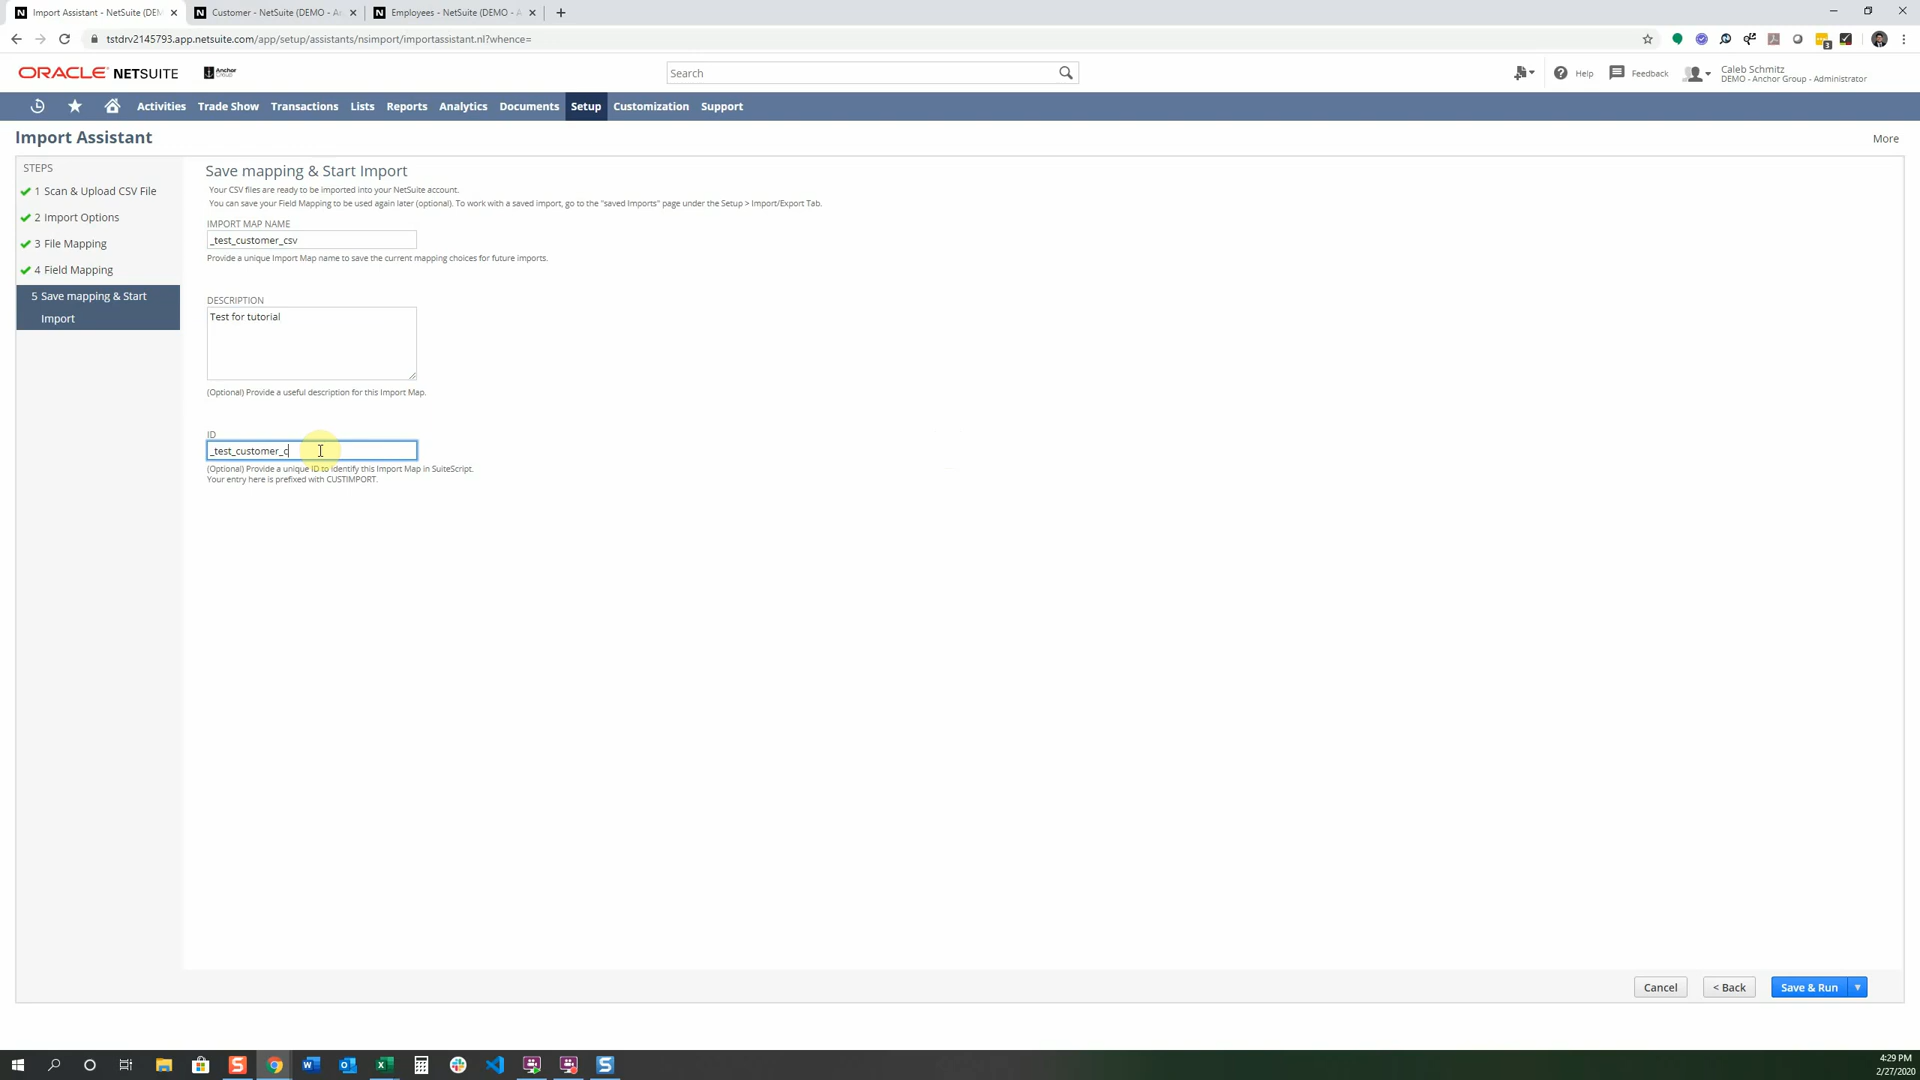 Import Assistant - NetSuite (DEM
Customer - NetSuite (DEMO - An
Employees - NetSuite (DEMO - A
tstdrv2145793.app.netsuite.com/app/setup/assistants/nsimport/importassistant.nl?whence=
3
ORACLE NETSUITE
Anchor
Search
Help
Feedback
Caleb Schmitz
DEMO - Anchor Group - Administrator
Activities
Trade Show
Transactions
Lists
Reports
Analytics
Documents
Setup
Customization
Support
Import Assistant
More
STEPS
1 Scan & Upload CSV File
2 Import Options
3 File Mapping
4 Field Mapping
5 Save mapping & Start
Import
Save mapping & Start Import
Your CSV files are ready to be imported into your NetSuite account.
You can save your Field Mapping to be used again later (optional). To work with a saved import, go to the "saved Imports" page under the Setup > Import/Export Tab.
IMPORT MAP NAME
_test_customer_csv
Provide a unique Import Map name to save the current mapping choices for future imports.
DESCRIPTION
Test for tutorial
(Optional) Provide a useful description for this Import Map.
ID
_test_customer_c
(Optional) Provide a unique ID to identify this Import Map in SuiteScript.
Your entry here is prefixed with CUSTIMPORT.
Cancel
< Back
Save & Run
4:29 PM
2/27/2020